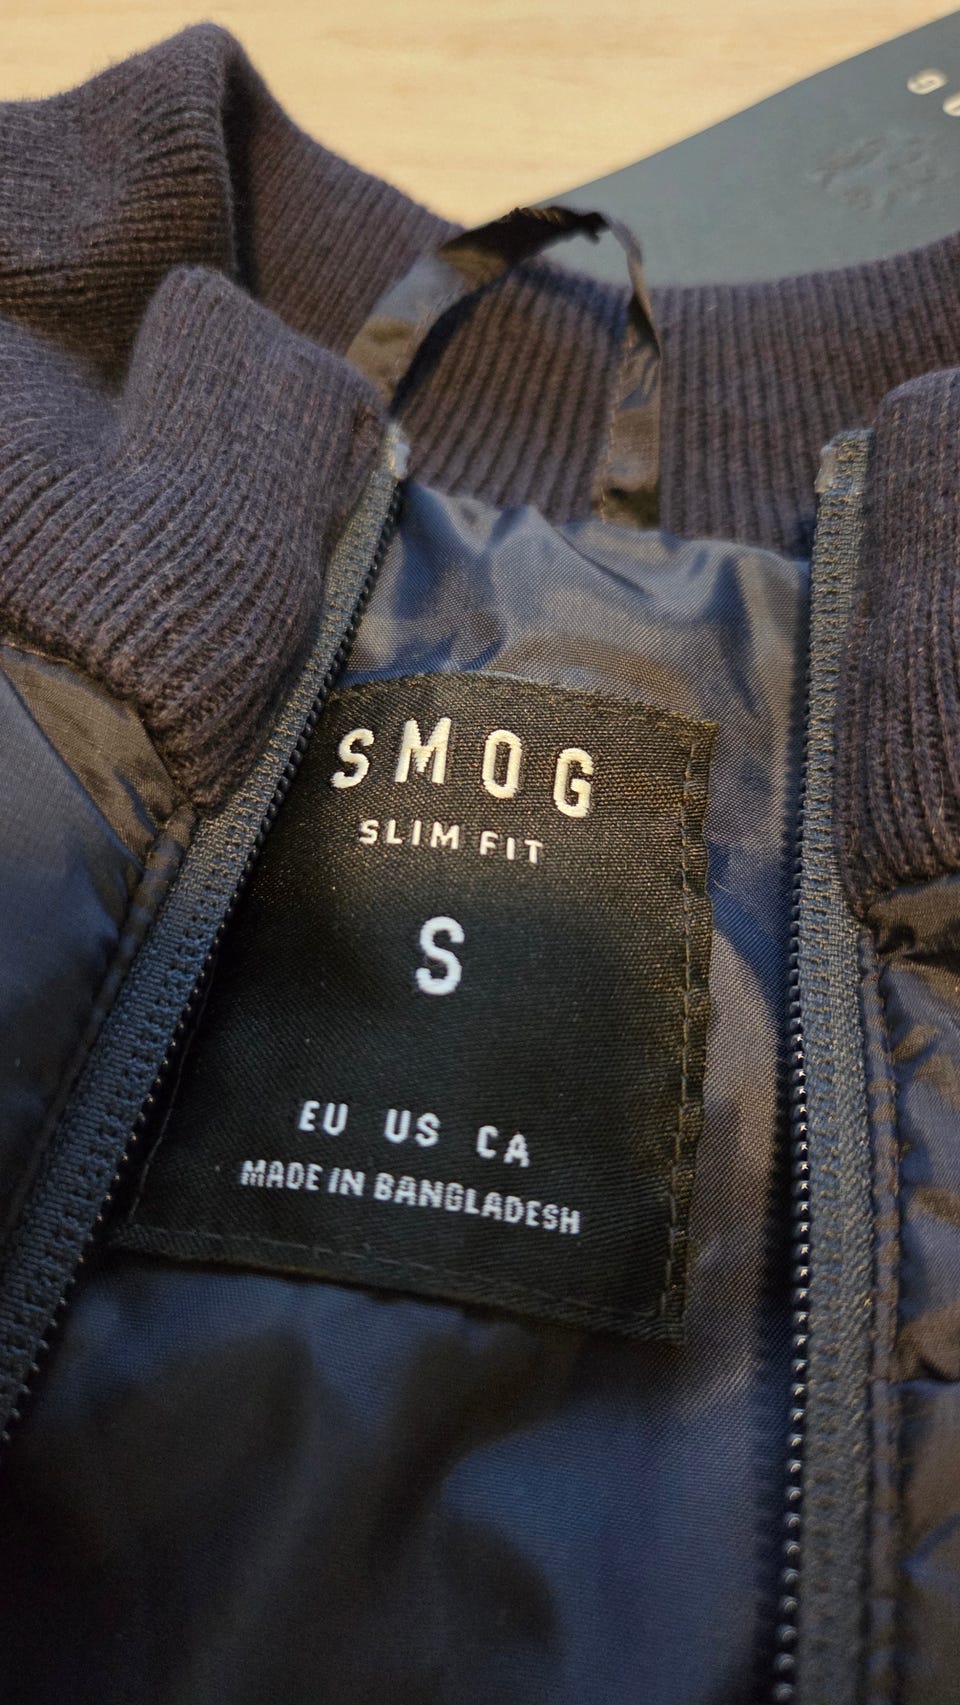 SMOG
SLIM FIT
S
EU US CA
MADE IN BANGLADESH